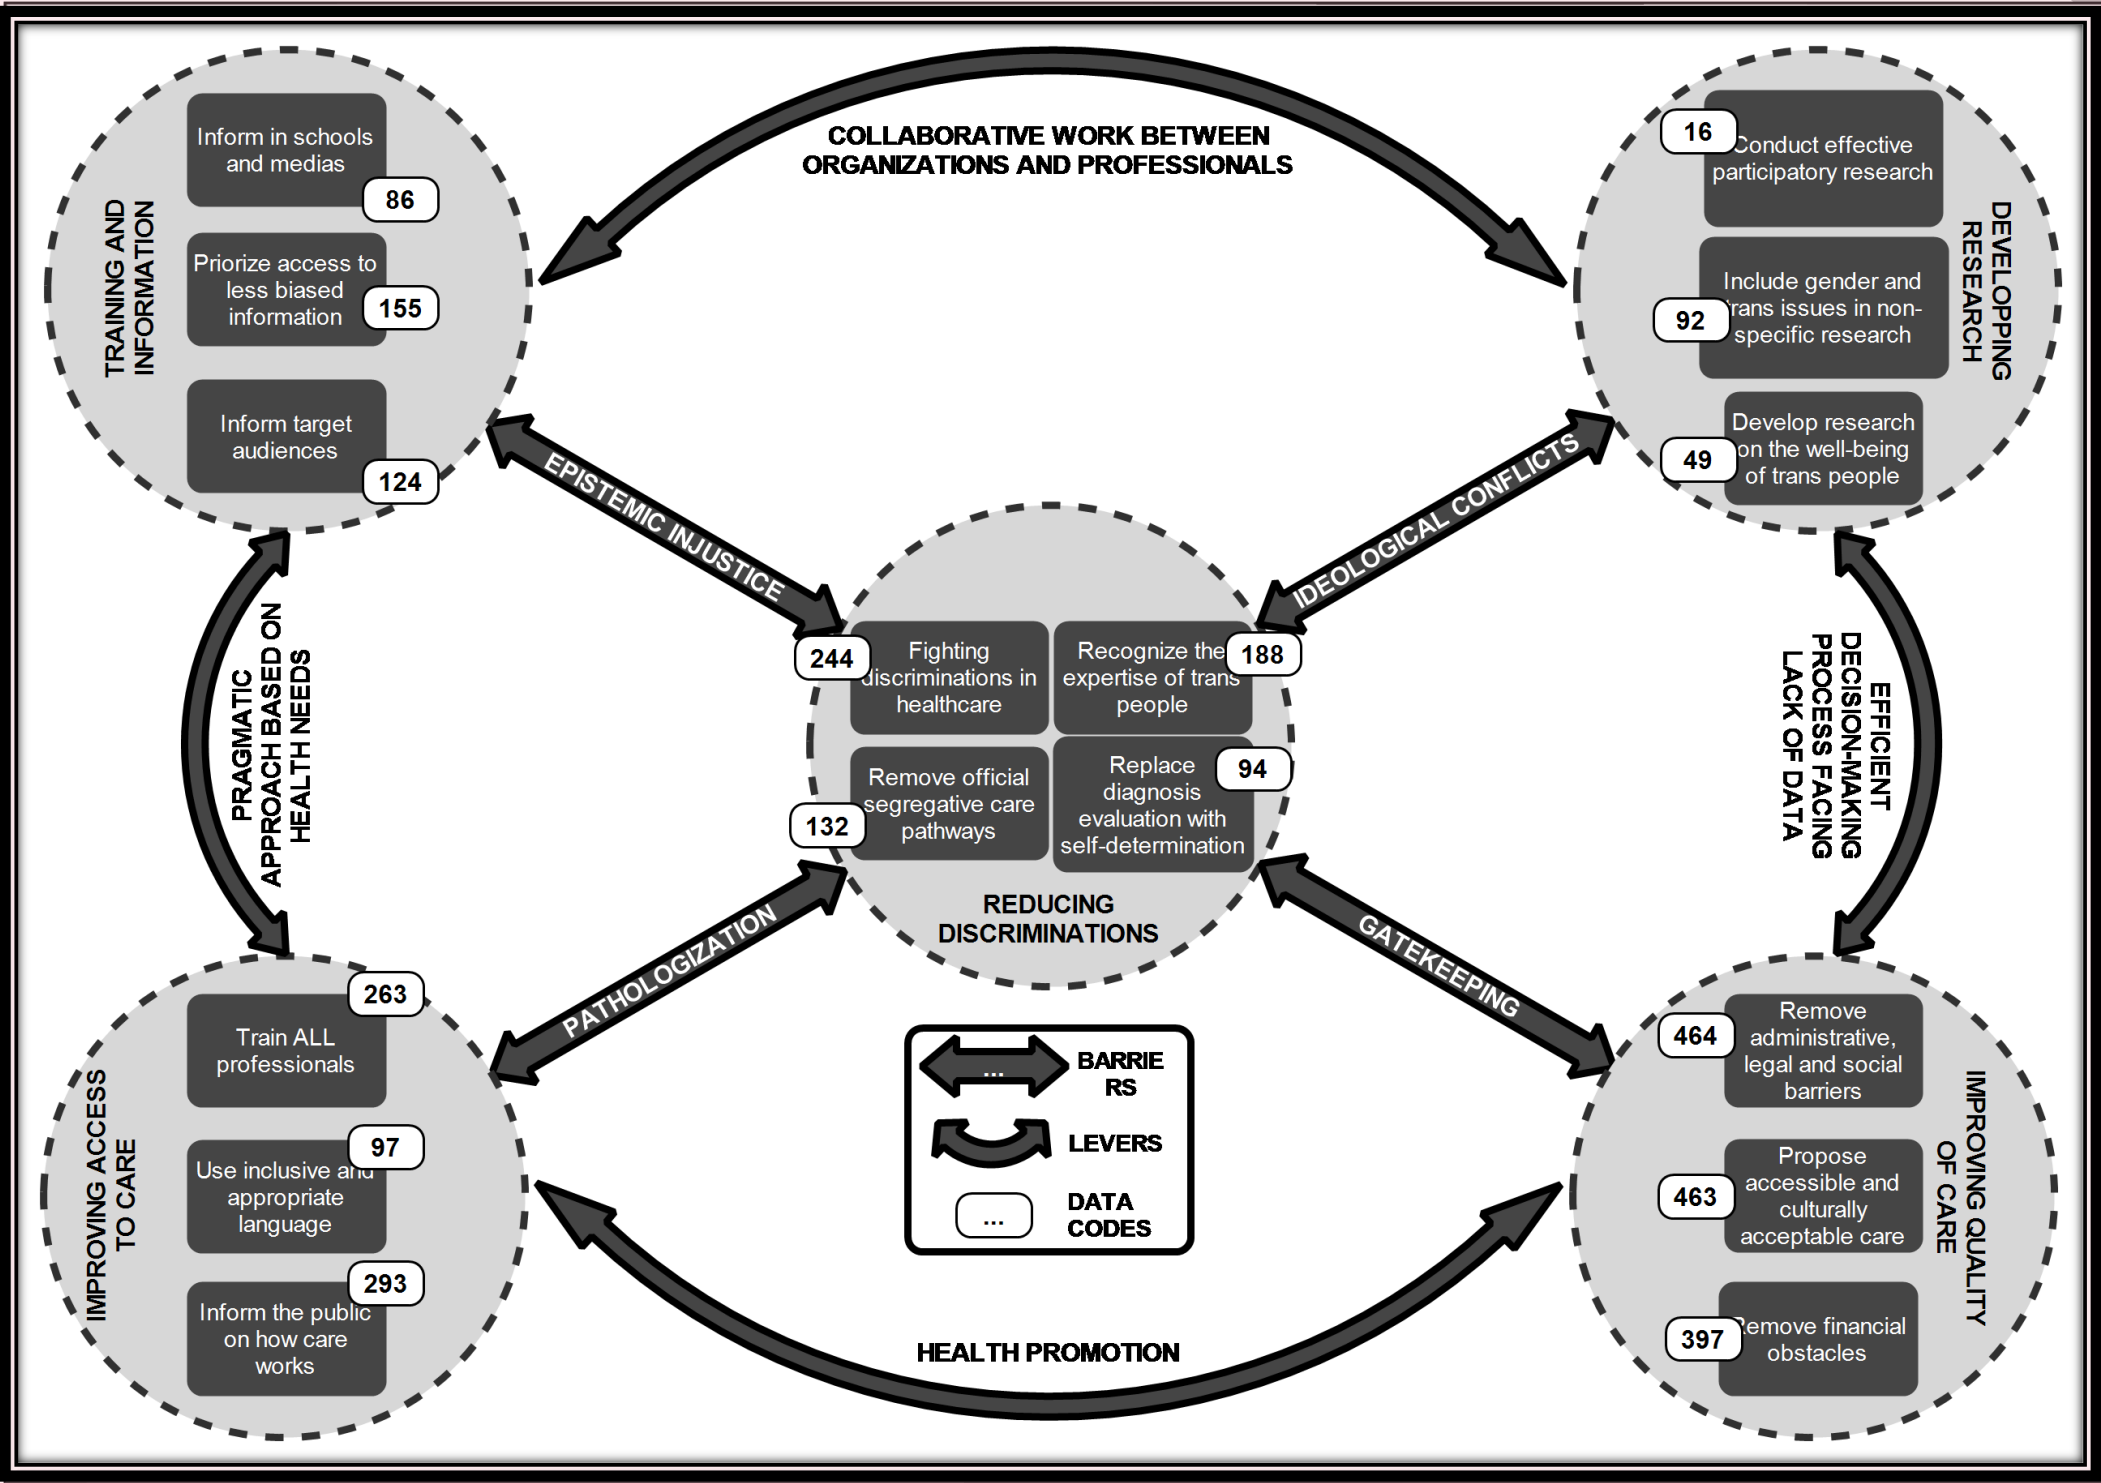 COLLABORATIVE WORK BETWEEN
ORGANIZATIONS AND PROFESSIONALS
TRAINING AND
INFORMATION
Inform in schools
and medias
86
Priorize access to
less biased
information
155
Inform target
audiences
124
DEVELOPPING
RESEARCH
16
Conduct effective
participatory research
92
Include gender and
trans issues in non-
specific research
49
Develop research
on the well-being
of trans people
EPISTEMIC INJUSTICE
IDEOLOGICAL CONFLICTS
PRAGMATIC
APPROACH BASED ON
HEALTH NEEDS
EFFICIENT
DECISION-MAKING
PROCESS FACING
LACK OF DATA
244
Fighting
discriminations in
healthcare
188
Recognize the
expertise of trans
people
132
Remove official
segregative care
pathways
94
Replace
diagnosis
evaluation with
self-determination
REDUCING
DISCRIMINATIONS
PATHOLOGIZATION
GATEKEEPING
IMPROVING ACCESS
TO CARE
263
Train ALL
professionals
97
Use inclusive and
appropriate
language
293
Inform the public
on how care
works
...
BARRIE
RS
LEVERS
...
DATA
CODES
IMPROVING QUALITY
OF CARE
464
Remove
administrative,
legal and social
barriers
463
Propose
accessible and
culturally
acceptable care
397
Remove financial
obstacles
HEALTH PROMOTION